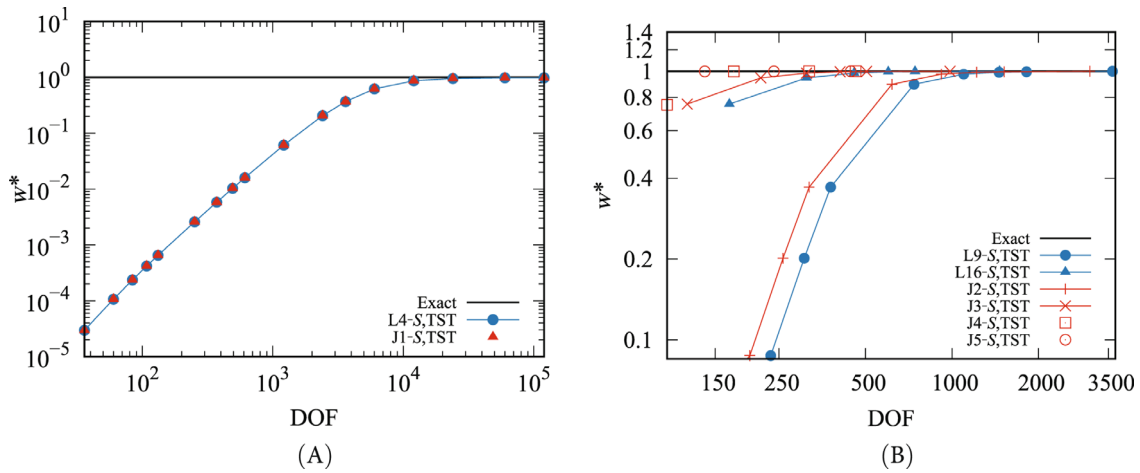 10^1
10^0
10^-1
10^-2
10^-3
10^-4
10^-5
w*
Exact
L4-S,TST
J1-S,TST
10^2
10^3
10^4
10^5
DOF
(A)
1.4
1.2
1
0.8
0.6
0.4
0.2
0.1
w*
Exact
L9-S,TST
L16-S,TST
J2-S,TST
J3-S,TST
J4-S,TST
J5-S,TST
150
250
500
1000
2000
3500
DOF
(B)